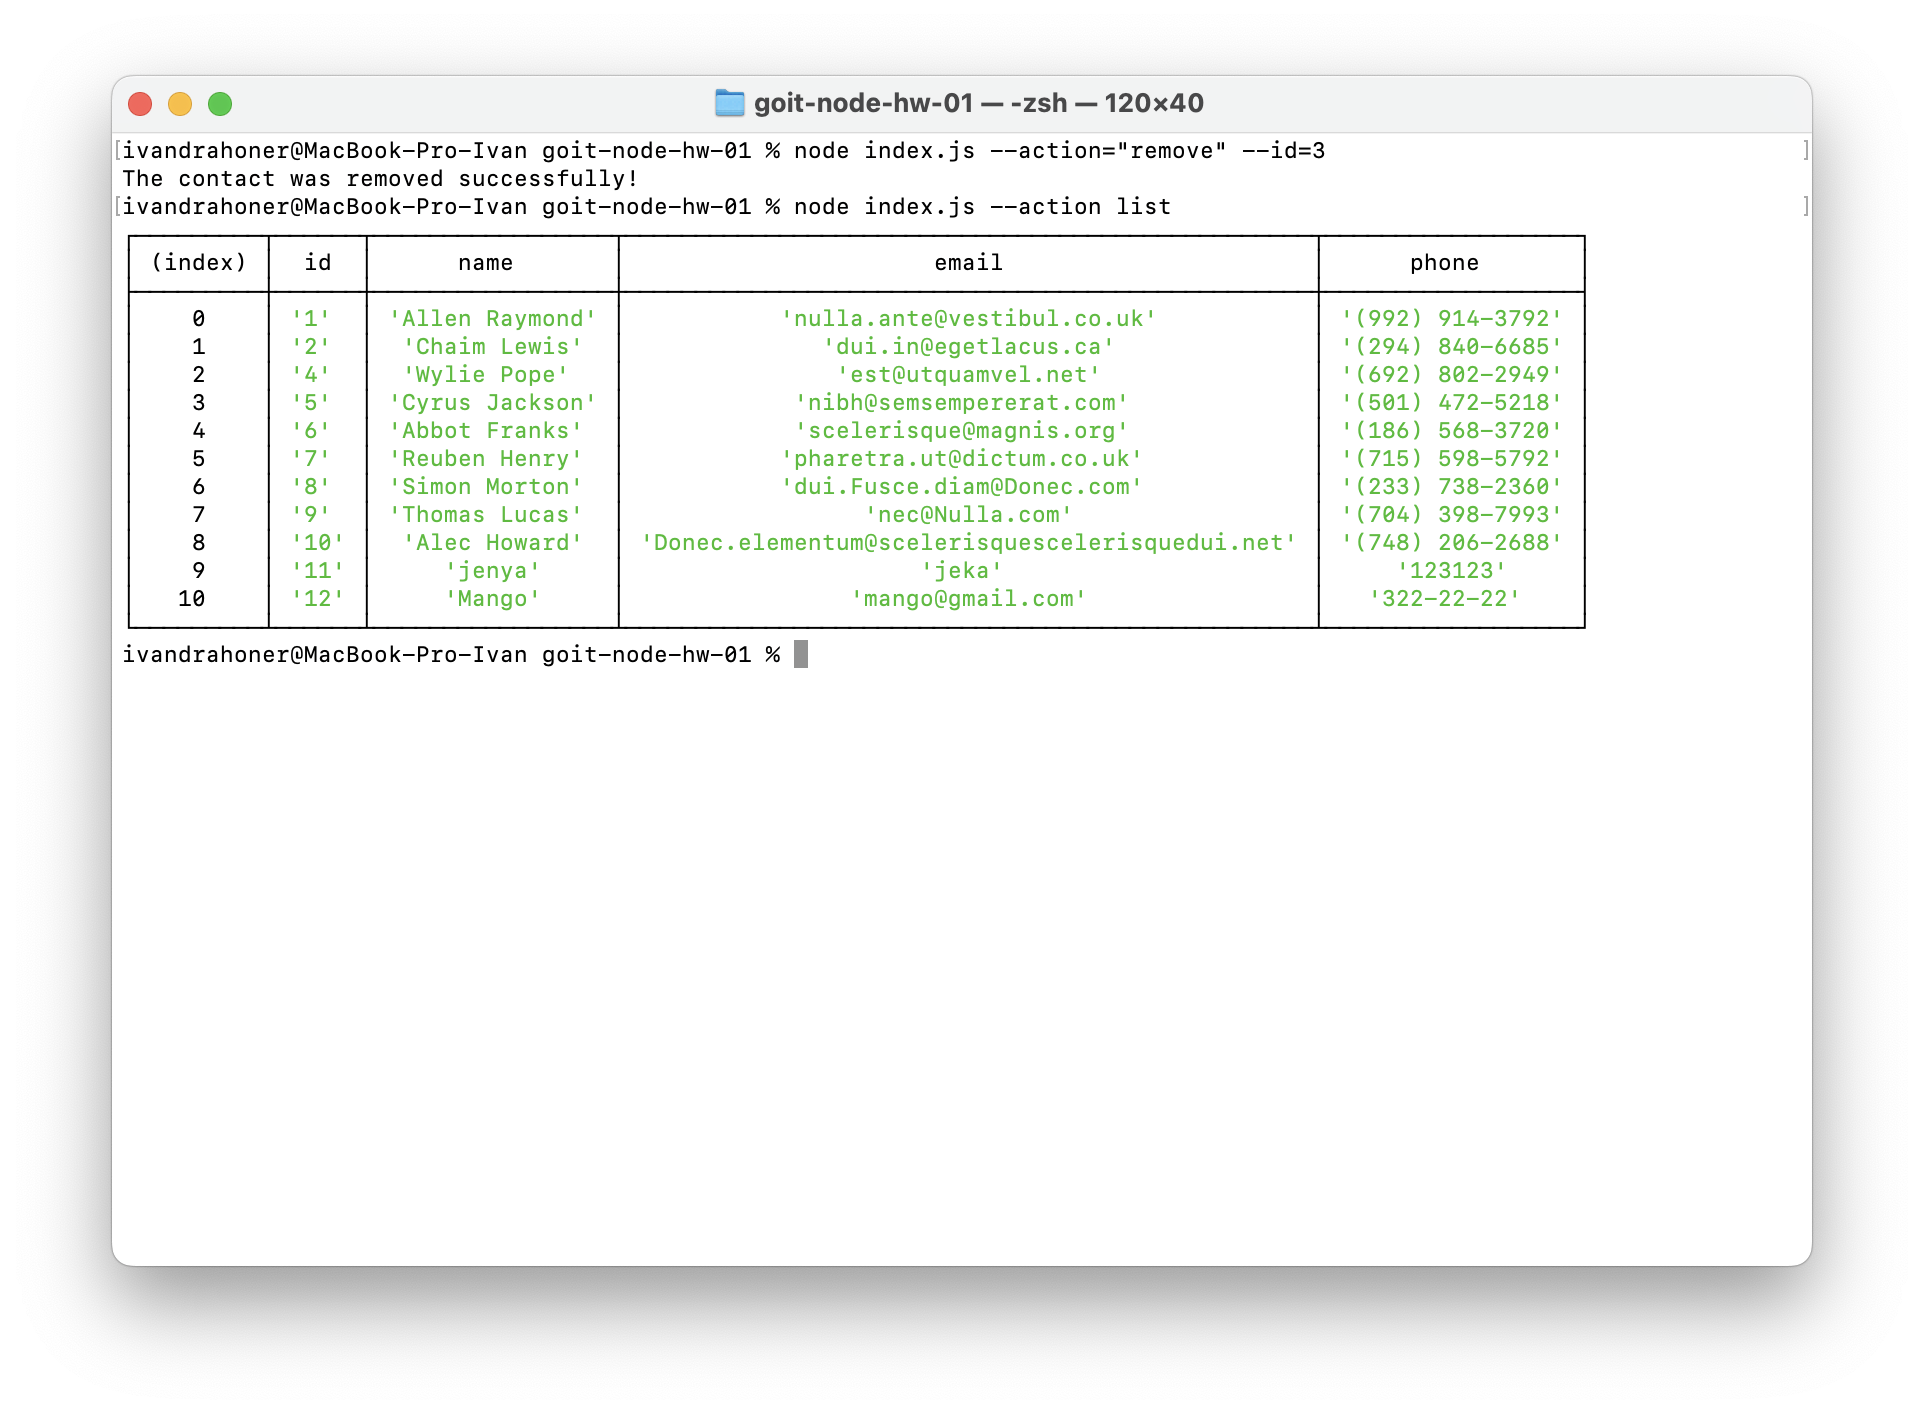 goit-node-hw-01 — -zsh — 120×40
[ivandrahoner@MacBook-Pro-Ivan goit-node-hw-01 % node index.js --action="remove" --id=3 ]
The contact was removed successfully!
[ivandrahoner@MacBook-Pro-Ivan goit-node-hw-01 % node index.js --action list ]
(index) id name email phone
0 '1' 'Allen Raymond' 'nulla.ante@vestibul.co.uk' '(992) 914-3792'
1 '2' 'Chaim Lewis' 'dui.in@egetlacus.ca' '(294) 840-6685'
2 '4' 'Wylie Pope' 'est@utquamvel.net' '(692) 802-2949'
3 '5' 'Cyrus Jackson' 'nibh@semsempererat.com' '(501) 472-5218'
4 '6' 'Abbot Franks' 'scelerisque@magnis.org' '(186) 568-3720'
5 '7' 'Reuben Henry' 'pharetra.ut@dictum.co.uk' '(715) 598-5792'
6 '8' 'Simon Morton' 'dui.Fusce.diam@Donec.com' '(233) 738-2360'
7 '9' 'Thomas Lucas' 'nec@Nulla.com' '(704) 398-7993'
8 '10' 'Alec Howard' 'Donec.elementum@scelerisquescelerisquedui.net' '(748) 206-2688'
9 '11' 'jenya' 'jeka' '123123'
10 '12' 'Mango' 'mango@gmail.com' '322-22-22'
ivandrahoner@MacBook-Pro-Ivan goit-node-hw-01 %